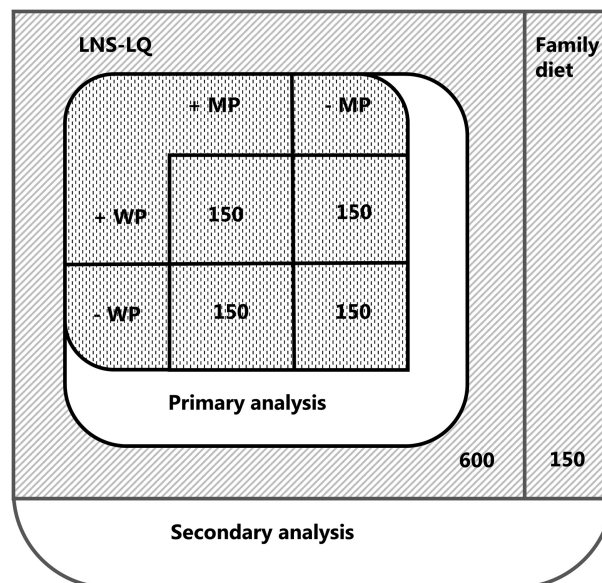 LNS-LQ
Family
diet
+ MP
- MP
+ WP
150
150
- WP
150
150
Primary analysis
600
150
Secondary analysis